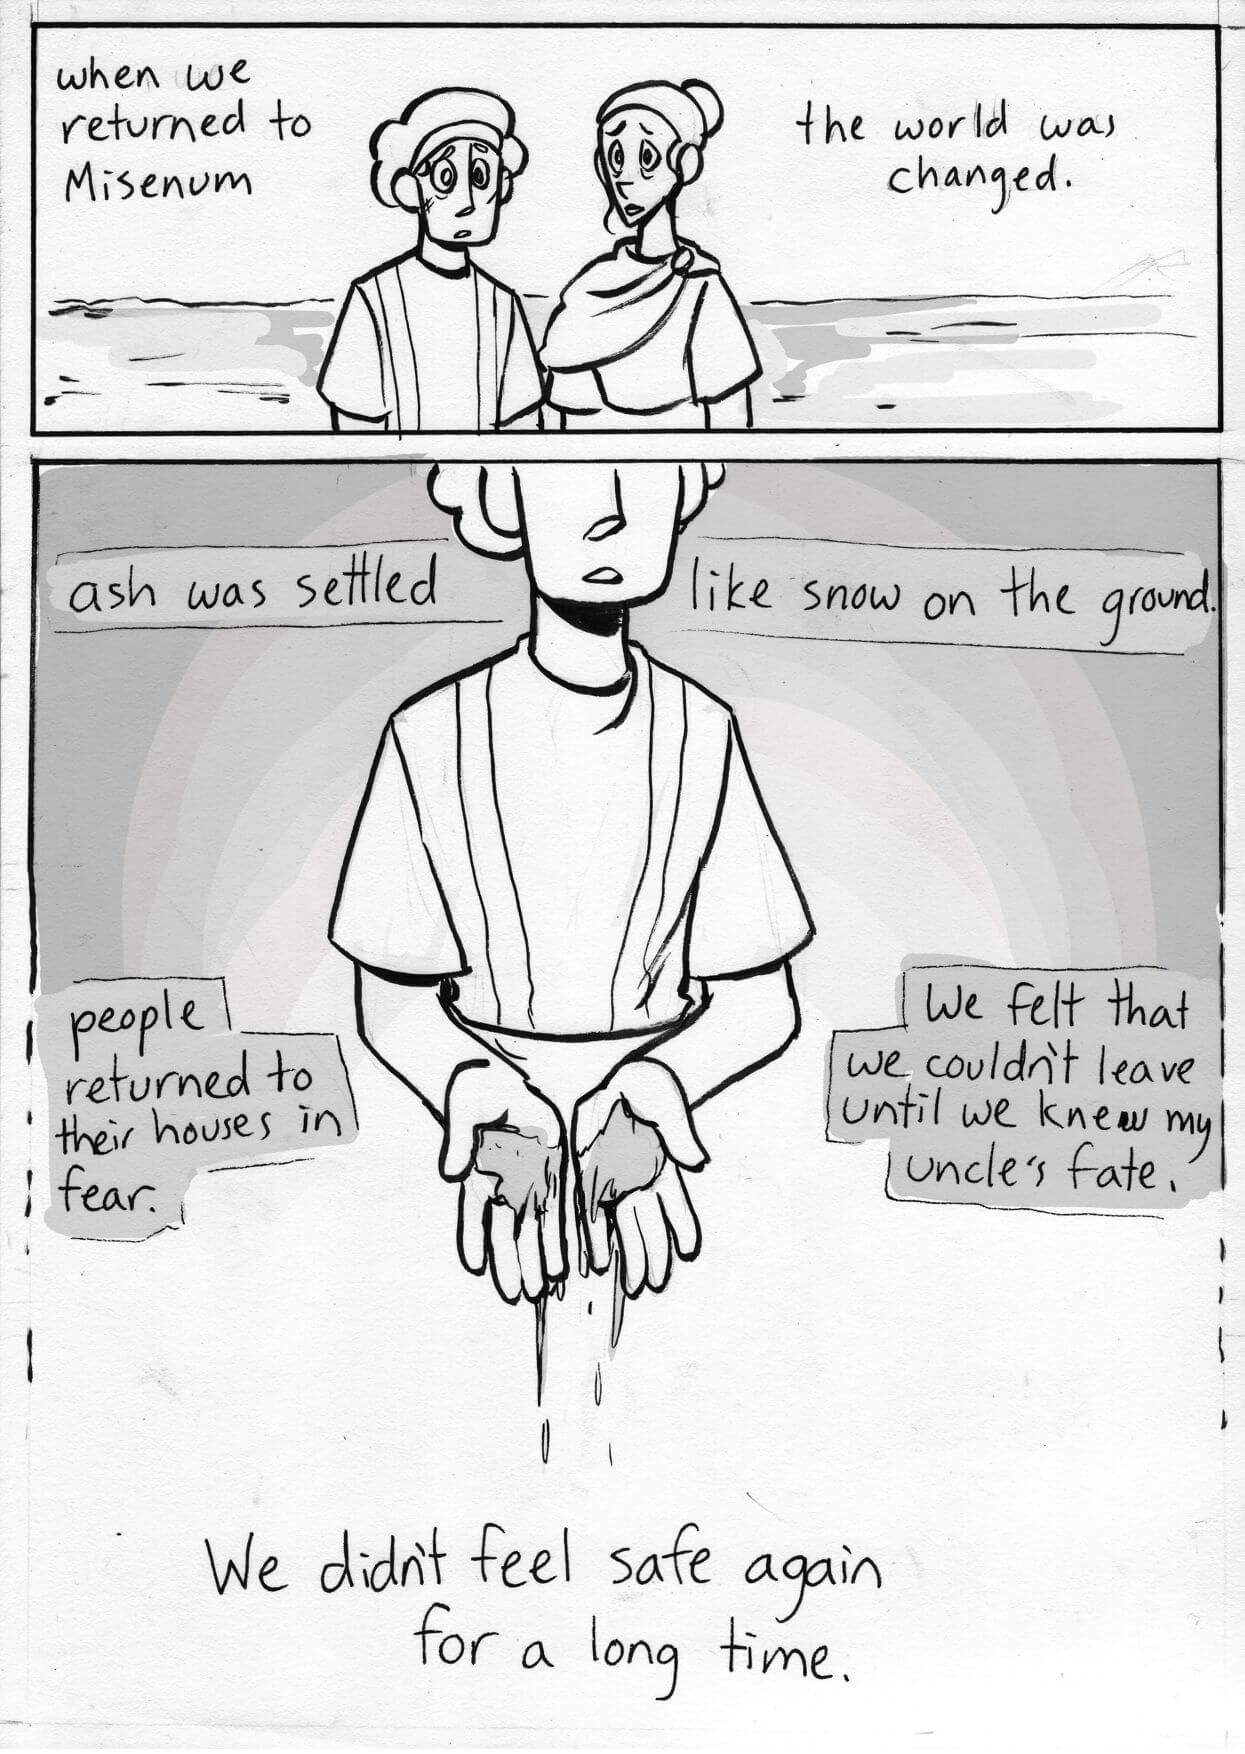 when we
returned to
Misenum
the world was
changed.
ash was settled
like snow on the ground.
people
returned to
their houses in
fear.
We felt that
we couldn't leave
until we knew my
uncle's fate.
We didn't feel safe again
for a long time.